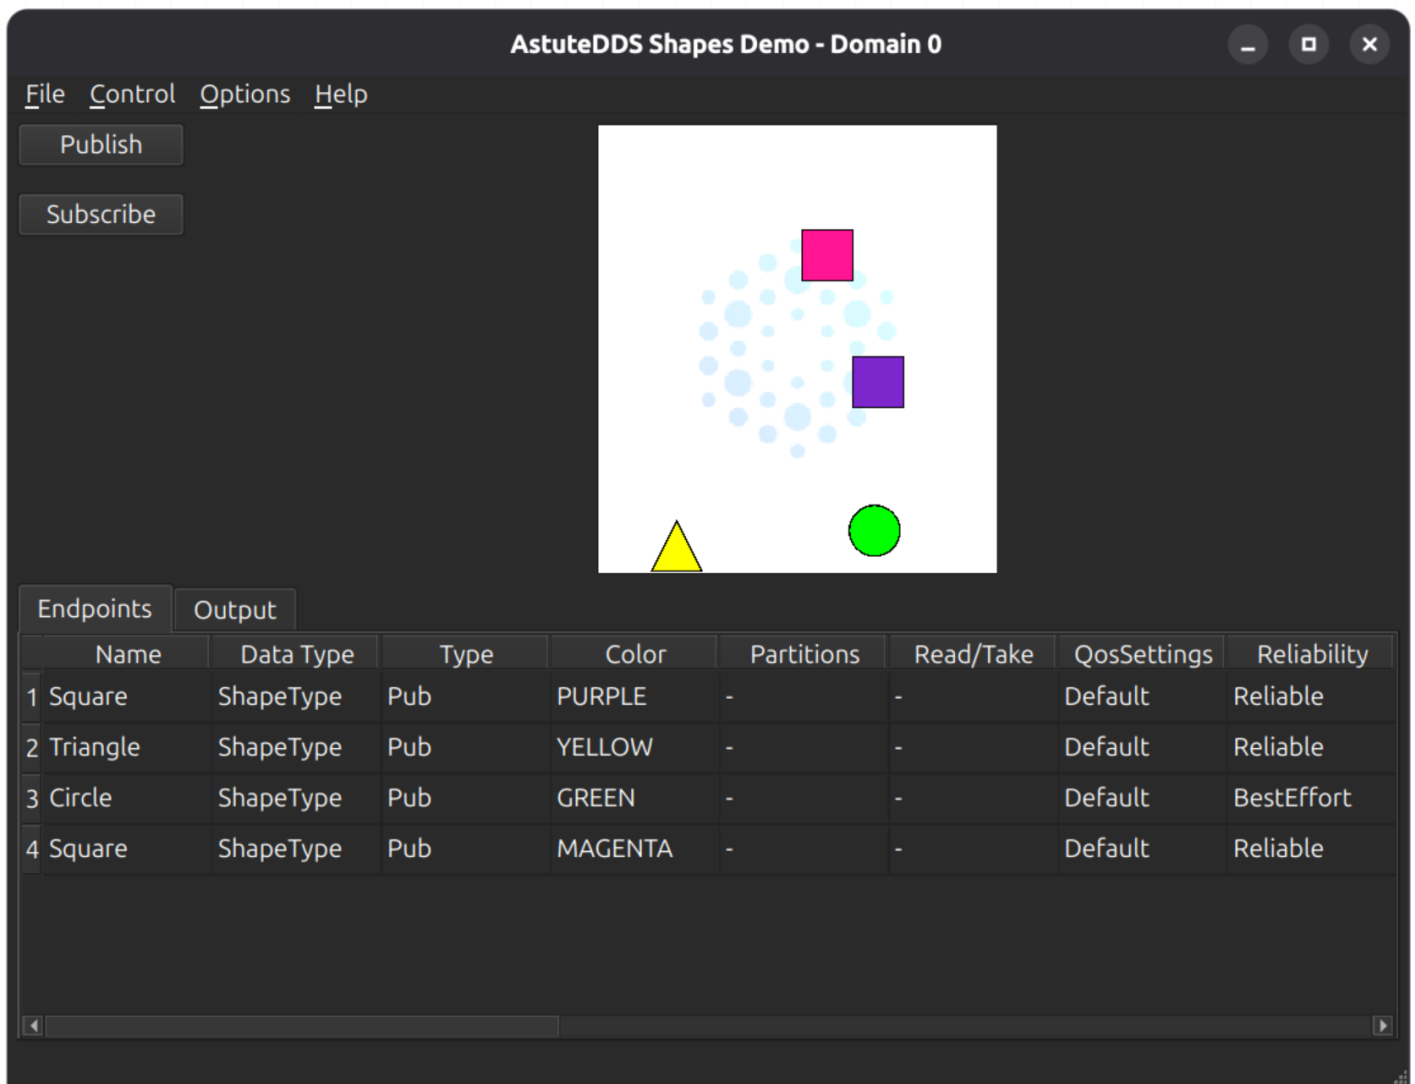 AstuteDDS Shapes Demo - Domain 0
File Control Options Help
Publish
Subscribe
Endpoints Output
Name Data Type Type Color Partitions Read/Take QosSettings Reliability
1 Square ShapeType Pub PURPLE - - Default Reliable
2 Triangle ShapeType Pub YELLOW - - Default Reliable
3 Circle ShapeType Pub GREEN - - Default BestEffort
4 Square ShapeType Pub MAGENTA - - Default Reliable